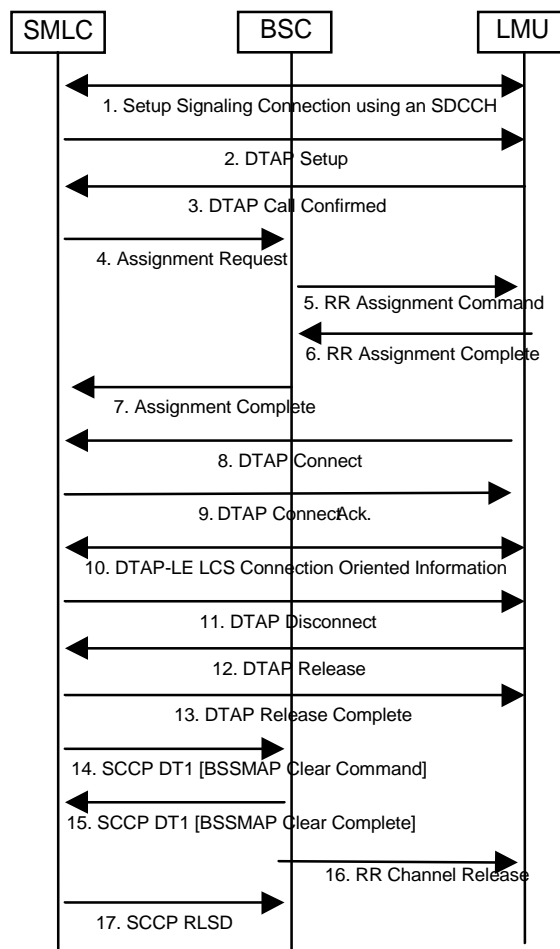 SMLC BSC LMU
1. Setup Signaling Connection using an SDCCH
2. DTAP Setup
3. DTAP Call Confirmed
4. Assignment Request
5. RR Assignment Command
6. RR Assignment Complete
7. Assignment Complete
8. DTAP Connect
9. DTAP Connect Ack.
10. DTAP-LE LCS Connection Oriented Information
11. DTAP Disconnect
12. DTAP Release
13. DTAP Release Complete
14. SCCP DT1 [BSSMAP Clear Command]
15. SCCP DT1 [BSSMAP Clear Complete]
16. RR Channel Release
17. SCCP RLSD